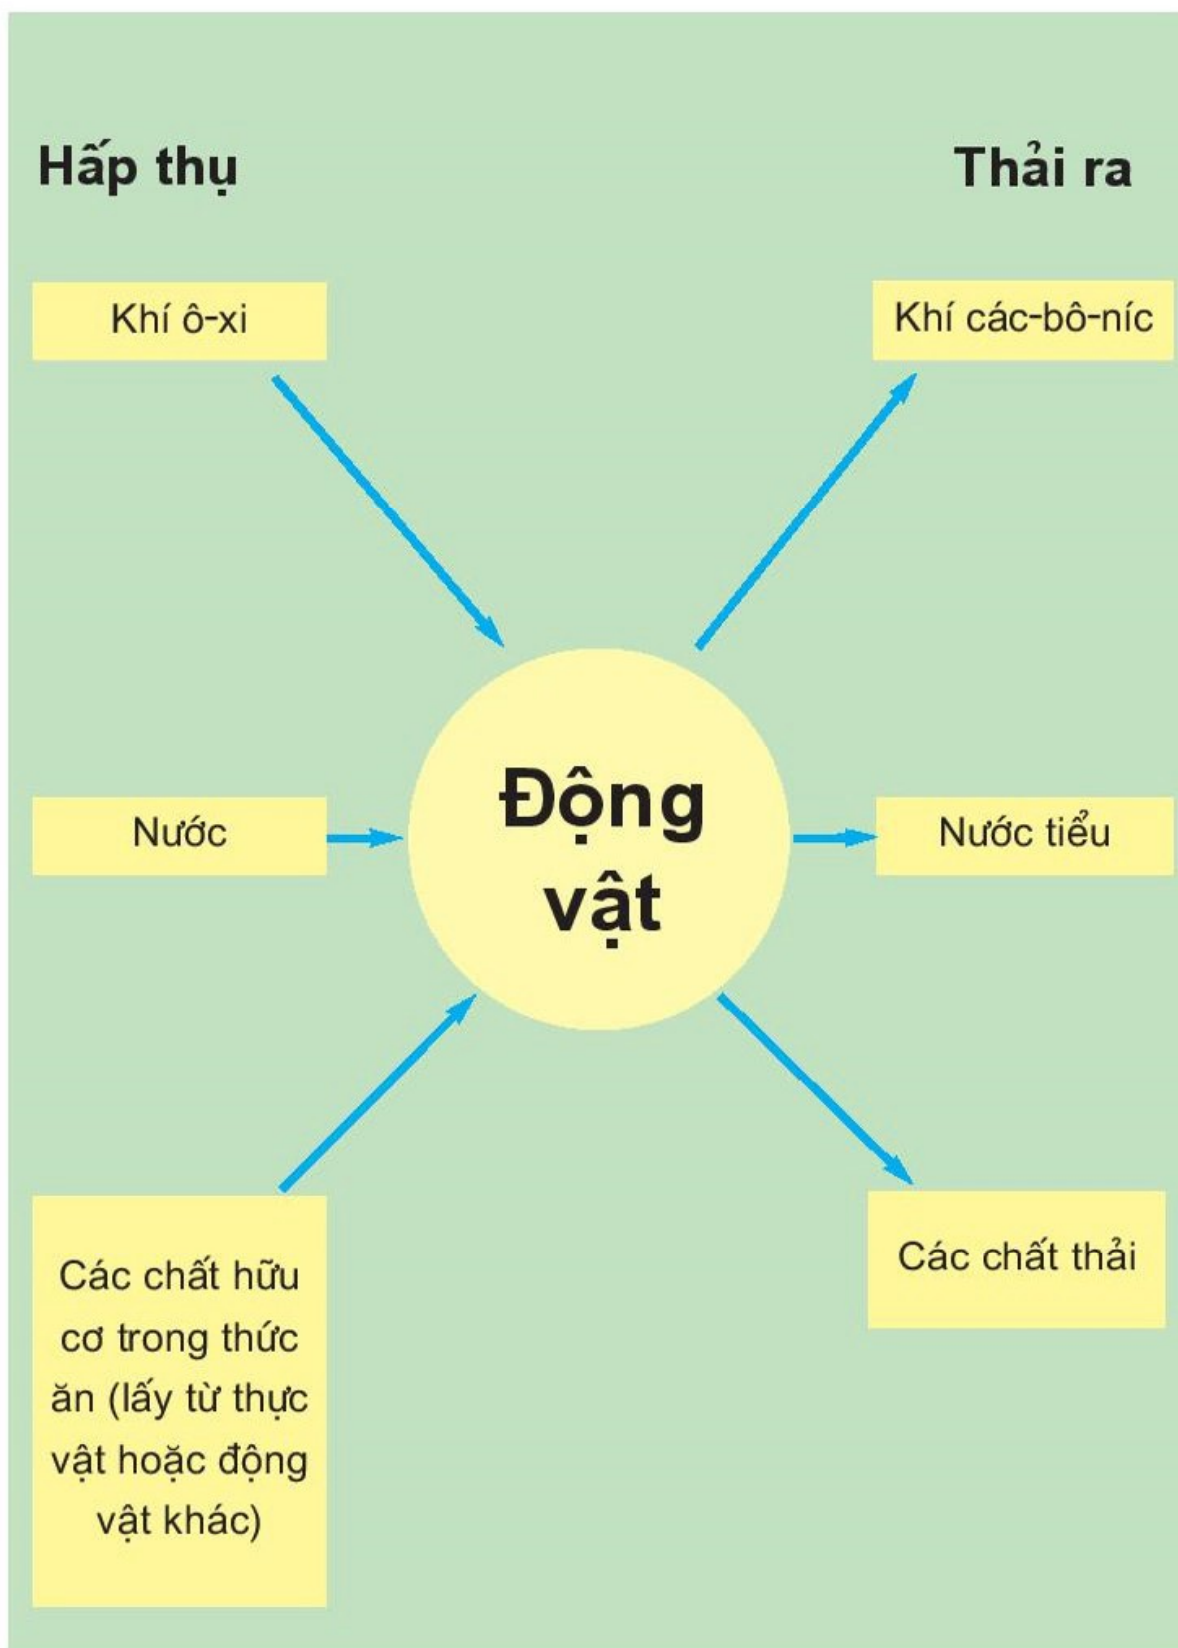 Hấp thụ
Thải ra
Khí ô-xi
Khí các-bô-níc
Nước
Động
vật
Nước tiểu
Các chất hữu
cơ trong thức
ăn (lấy từ thực
vật hoặc động
vật khác)
Các chất thải